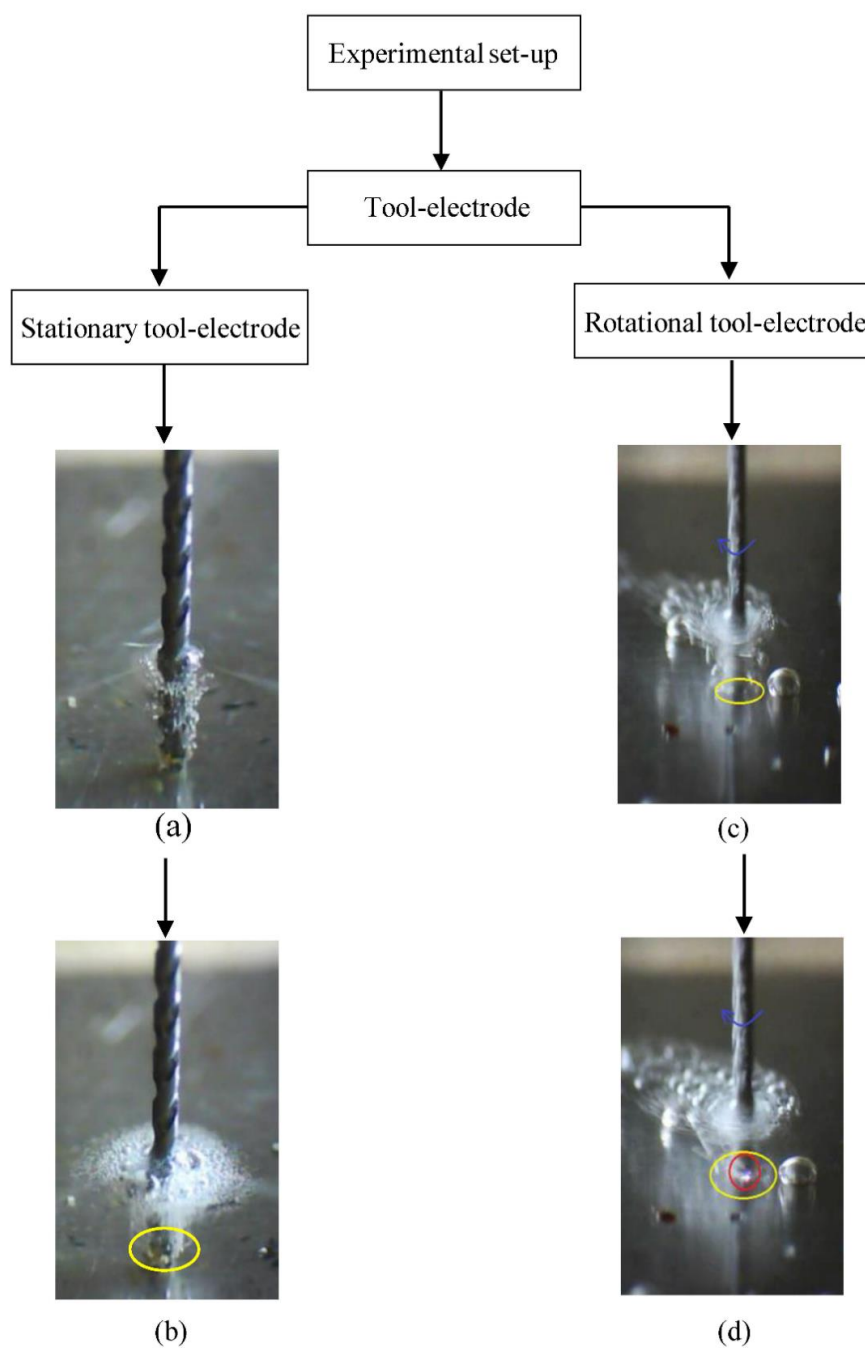 Experimental set-up
Tool-electrode
Stationary tool-electrode
Rotational tool-electrode
(a)
(c)
(b)
(d)